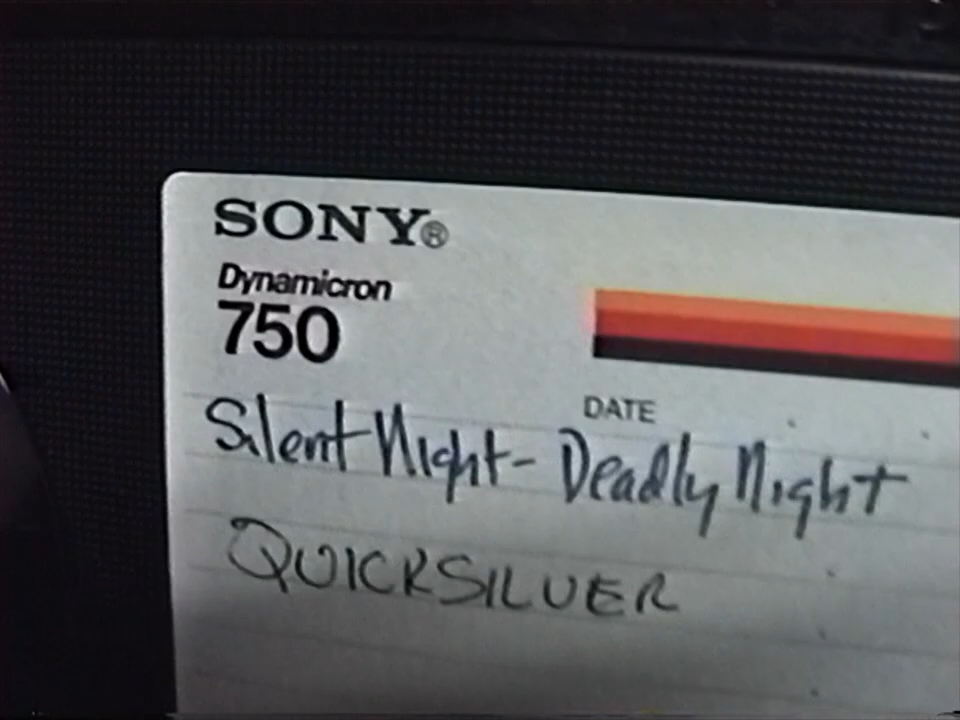 SONY®
Dynamicron
750
DATE
Silent Night - Deadly Night
QUICKSILVER